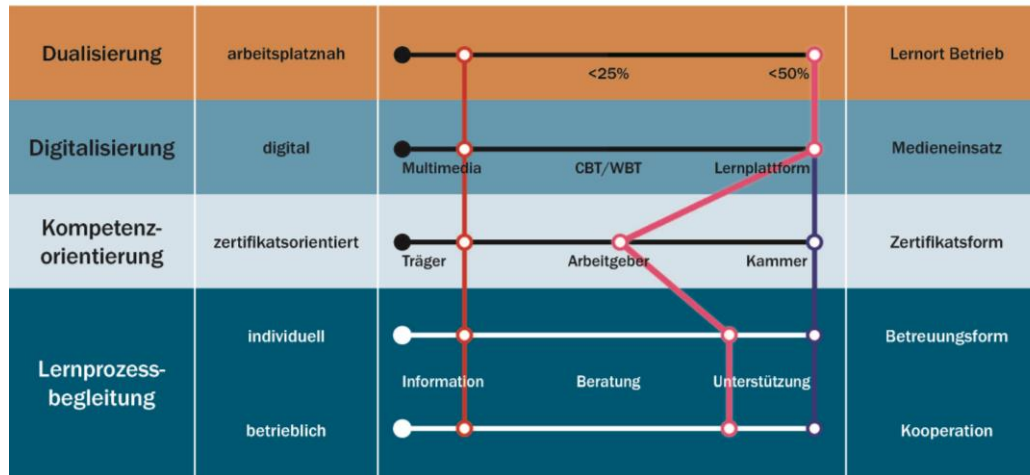 Dualisierung
arbeitsplatznah
<25%
<50%
Lernort Betrieb
Digitalisierung
digital
Multimedia
CBT/WBT
Lernplattform
Medieneinsatz
Kompetenz-
orientierung
zertifikatsorientiert
Träger
Arbeitgeber
Kammer
Zertifikatsform
Lernprozess-
begleitung
individuell
Betreuungsform
Information
Beratung
Unterstützung
betrieblich
Kooperation